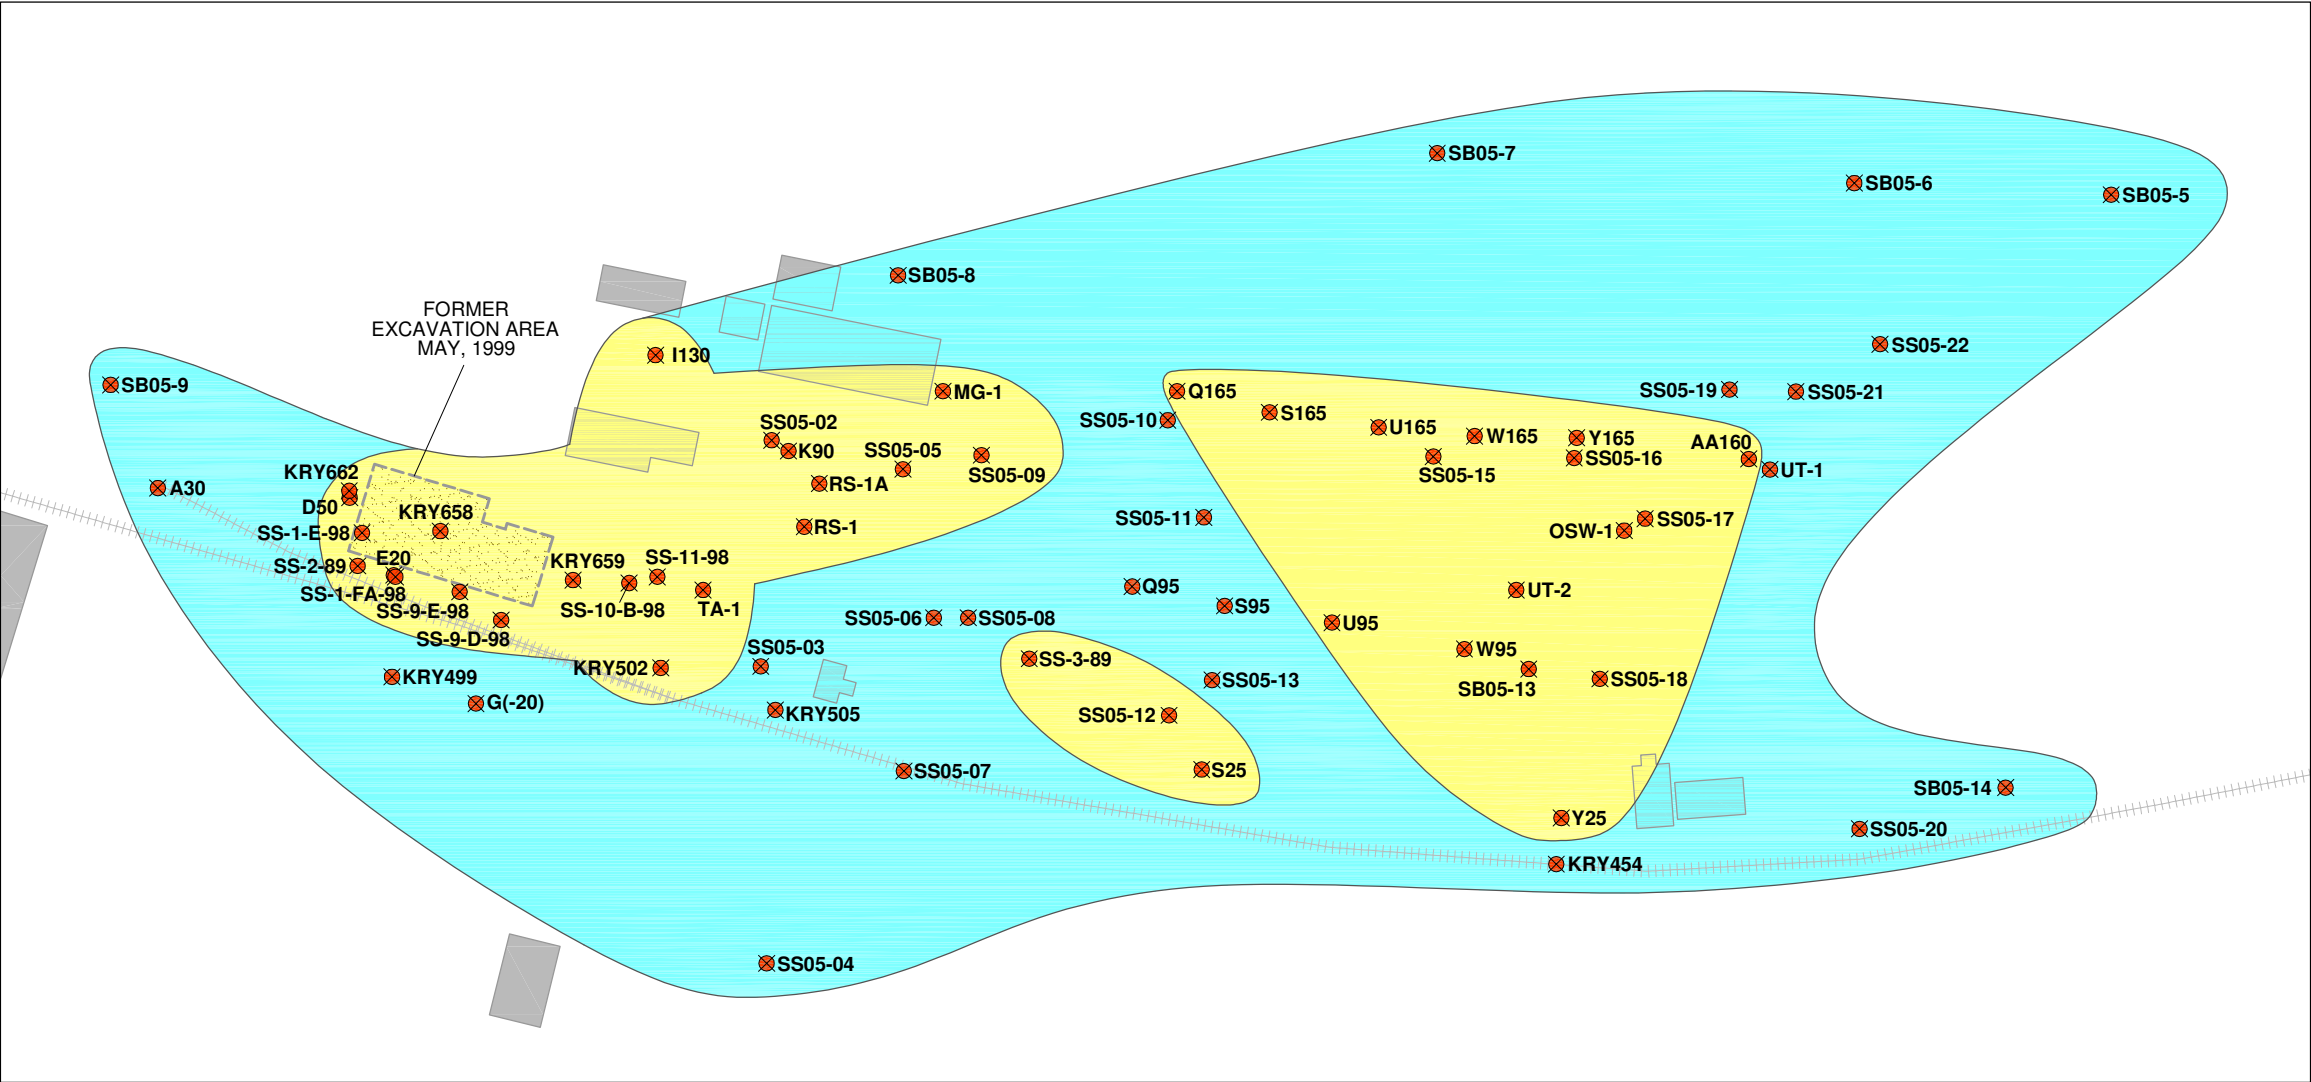 SB05-7
SB05-6
SB05-5
SB05-8
FORMER
EXCAVATION AREA
MAY, 1999
SS05-22
I130
SB05-9
MG-1
Q165
SS05-19
SS05-21
S165
SS05-10
SS05-02
U165
W165
Y165
AA160
K90
SS05-05
SS05-16
KRY662
SS05-09
SS05-15
UT-1
A30
RS-1A
D50
KRY658
SS05-11
SS05-17
RS-1
OSW-1
SS-1-E-98
E20
KRY659
SS-11-98
SS-2-89
Q95
UT-2
SS-1-FA-98
SS-9-E-98
SS-10-B-98
TA-1
S95
SS05-06
SS05-08
U95
SS-9-D-98
SS05-03
W95
SS-3-89
KRY502
KRY499
SS05-13
SS05-18
SB05-13
G(-20)
KRY505
SS05-12
SS05-07
S25
SB05-14
Y25
SS05-20
KRY454
SS05-04